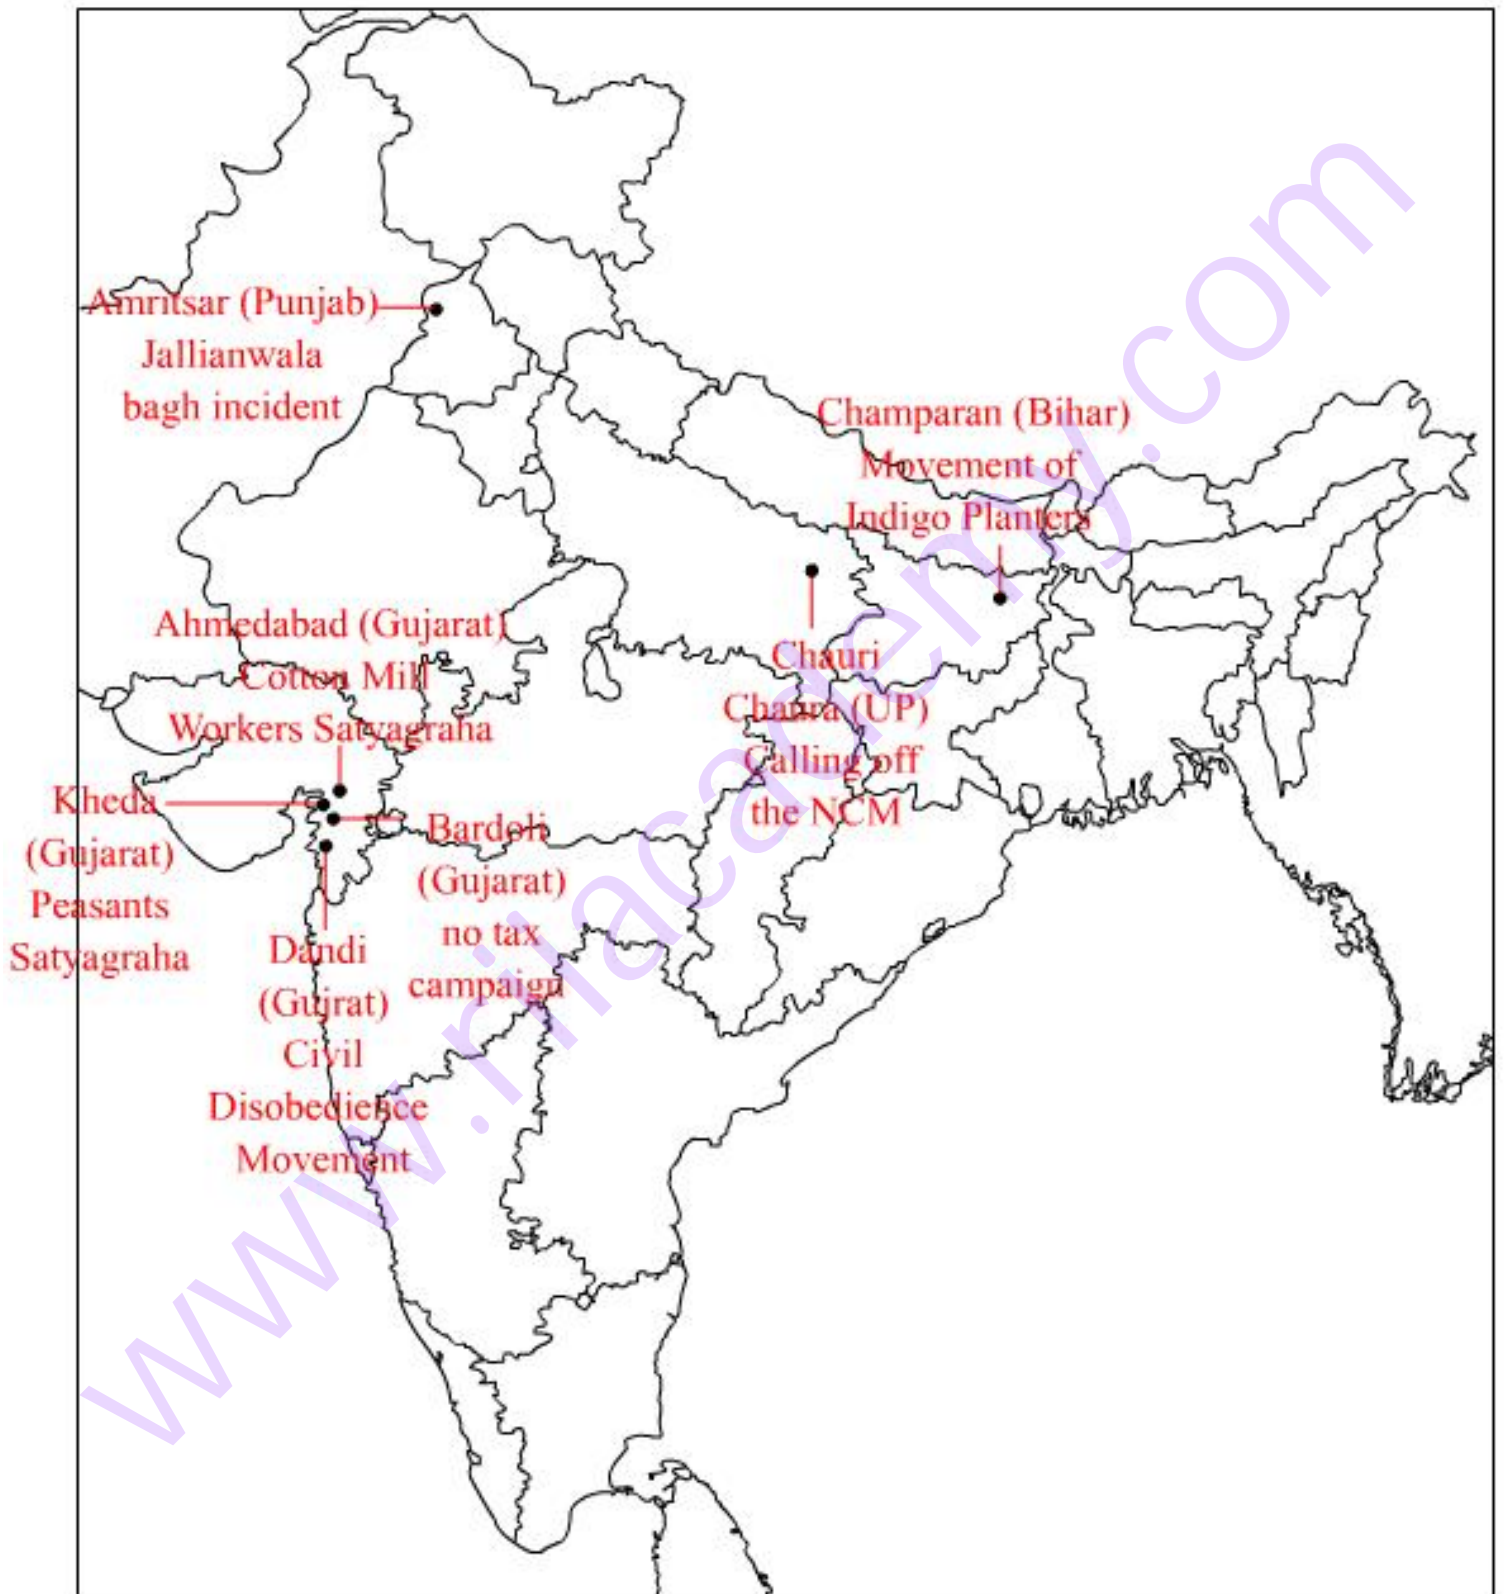 Amritsar (Punjab)
Jallianwala
bagh incident
Champaran (Bihar)
Movement of
Indigo Planters
Ahmedabad (Gujarat)
Cotton Mill
Workers Satyagraha
Chauri
Chaura (UP)
Calling off
the NCM
Kheda
(Gujarat)
Peasants
Satyagraha
Bardoli
(Gujarat)
no tax
campaign
Dandi
(Gujrat)
Civil
Disobedience
Movement
www.rilacademy.com